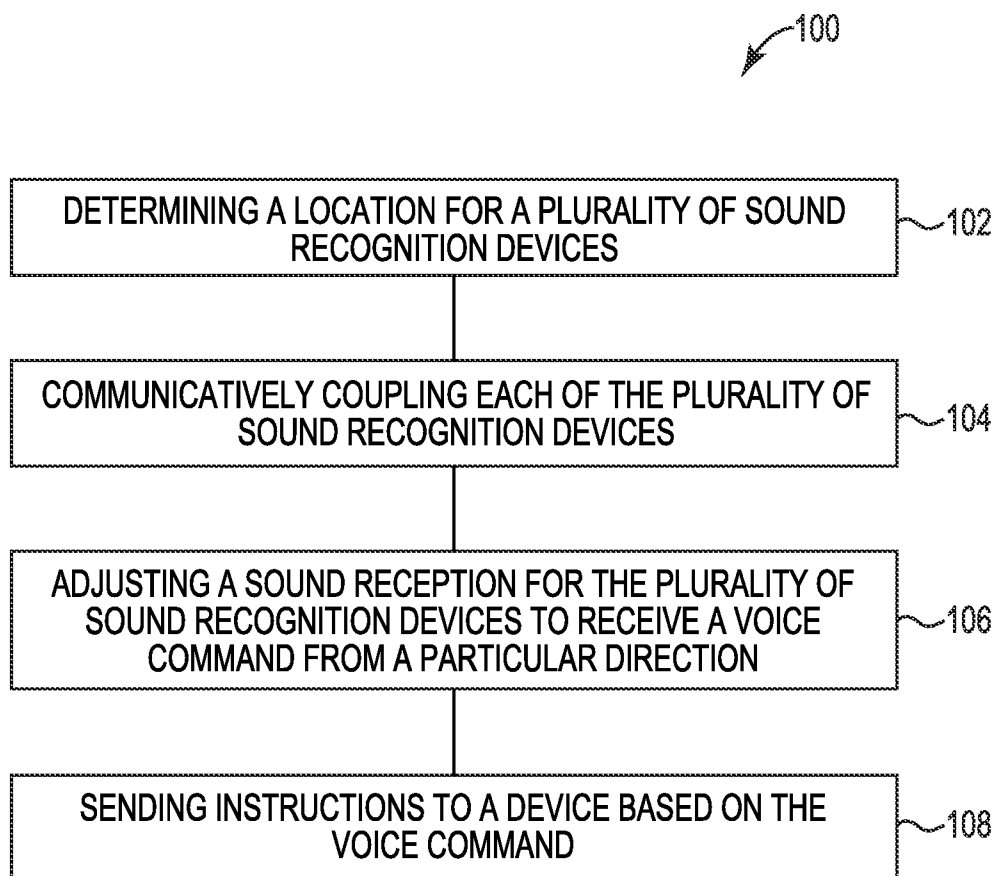 100
DETERMINING A LOCATION FOR A PLURALITY OF SOUND
RECOGNITION DEVICES
102
COMMUNICATIVELY COUPLING EACH OF THE PLURALITY OF
SOUND RECOGNITION DEVICES
104
ADJUSTING A SOUND RECEPTION FOR THE PLURALITY OF
SOUND RECOGNITION DEVICES TO RECEIVE A VOICE
COMMAND FROM A PARTICULAR DIRECTION
106
SENDING INSTRUCTIONS TO A DEVICE BASED ON THE
VOICE COMMAND
108